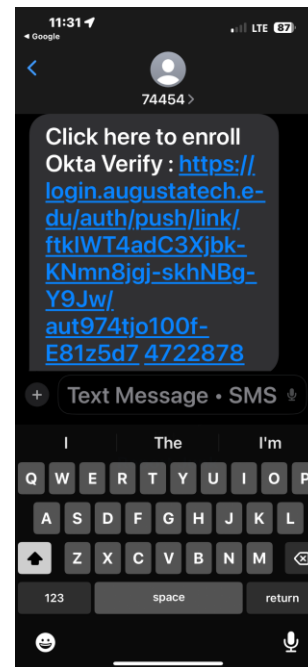 11:31
LTE 87
Google
74454
Click here to enroll
Okta Verify : https://
login.augustatech.e-
du/auth/push/link/
ftklWT4adC3Xjbk-
KNmn8jgj-skhNBg-
Y9Jw/
aut974tjo100f-
E81z5d7 4722878
Text Message • SMS
I The I'm
Q W E R T Y U I O P
A S D F G H J K L
Z X C V B N M
123 space return